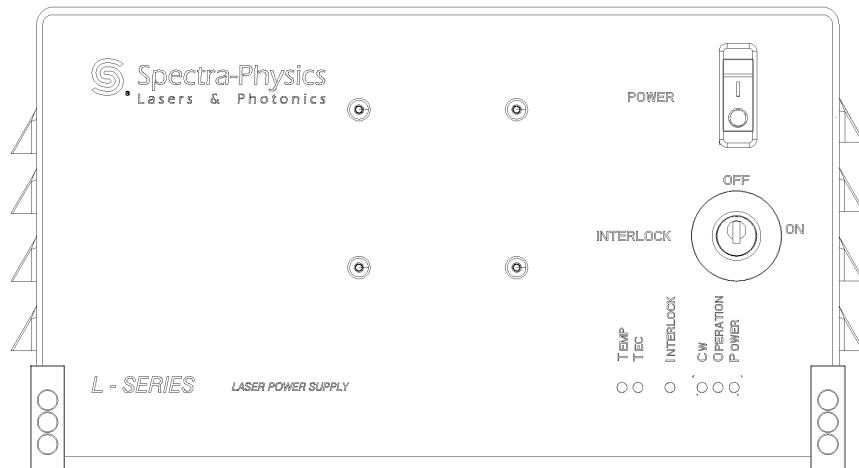 Spectra-Physics
Lasers & Photonics
POWER
OFF
INTERLOCK
ON
TEMP
TEC
INTERLOCK
CW
OPERATION
POWER
L - SERIES
LASER POWER SUPPLY